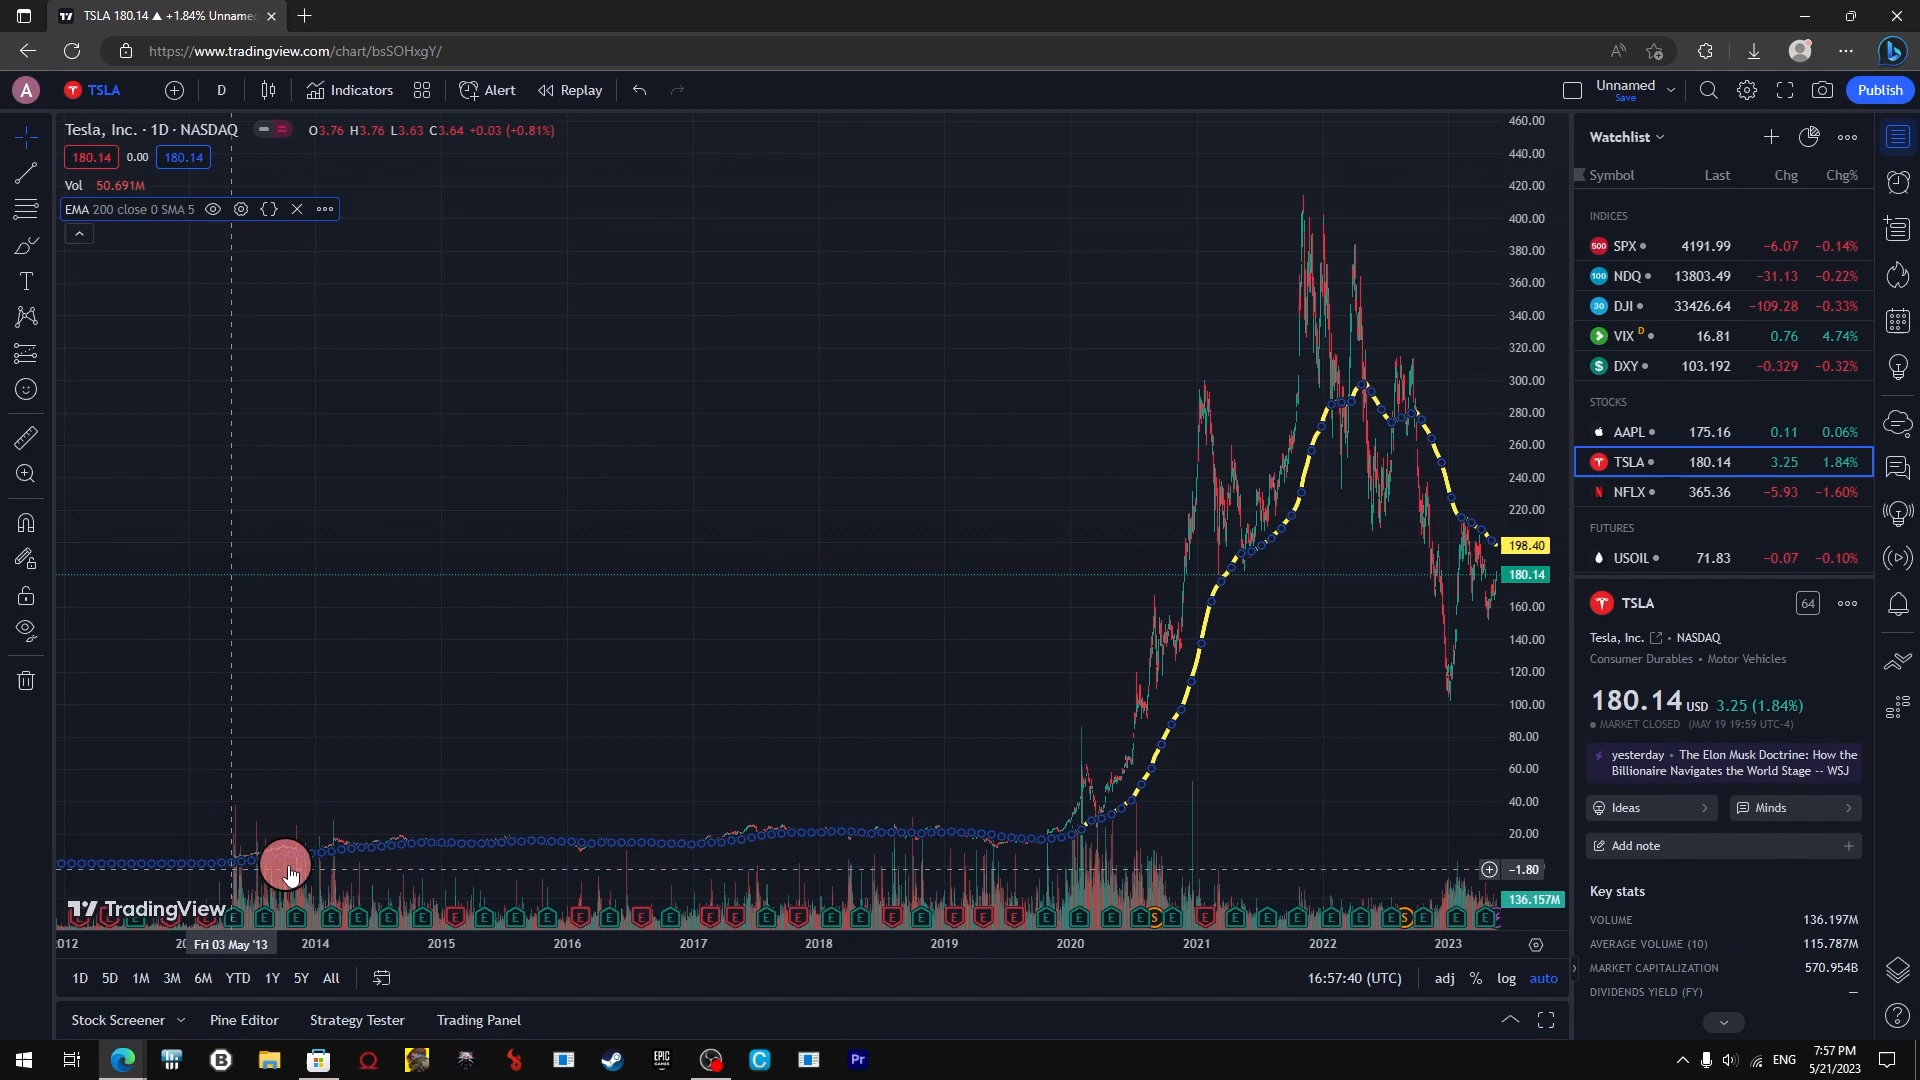 TSLA 180.14 ▲ +1.84% Unname
https://www.tradingview.com/chart/bsSOHxgY/
A
TSLA
D
Indicators
Alert
Replay
Unnamed
Save
Publish
Tesla, Inc. · 1D · NASDAQ
O3.76 H3.76 L3.63 C3.64 +0.03 (+0.81%)
180.14 0.00 180.14
Vol 50.691M
EMA 200 close 0 SMA 5
460.00
440.00
420.00
400.00
380.00
360.00
340.00
320.00
300.00
280.00
260.00
240.00
220.00
198.40
180.14
160.00
140.00
120.00
100.00
80.00
60.00
40.00
20.00
−1.80
136.157M
TradingView
2012 Fri 03 May '13 2014 2015 2016 2017 2018 2019 2020 2021 2022 2023
1D 5D 1M 3M 6M YTD 1Y 5Y All
16:57:40 (UTC) adj % log auto
Stock Screener Pine Editor Strategy Tester Trading Panel
Watchlist
Symbol Last Chg Chg%
INDICES
500 SPX 4191.99 −6.07 −0.14%
100 NDQ 13803.49 −31.13 −0.22%
30 DJI 33426.64 −109.28 −0.33%
VIX D 16.81 0.76 4.74%
$ DXY 103.192 −0.329 −0.32%
STOCKS
AAPL 175.16 0.11 0.06%
TSLA 180.14 3.25 1.84%
N NFLX 365.36 −5.93 −1.60%
FUTURES
USOIL 71.83 −0.07 −0.10%
TSLA 64
Tesla, Inc. • NASDAQ
Consumer Durables • Motor Vehicles
180.14 USD 3.25 (1.84%)
MARKET CLOSED (MAY 19 19:59 UTC-4)
yesterday • The Elon Musk Doctrine: How the
Billionaire Navigates the World Stage -- WSJ
Ideas
Minds
Add note
Key stats
VOLUME 136.197M
AVERAGE VOLUME (10) 115.787M
MARKET CAPITALIZATION 570.954B
DIVIDENDS YIELD (FY) —
B
EPIC GAMES
C
Pr
ENG
7:57 PM
5/21/2023